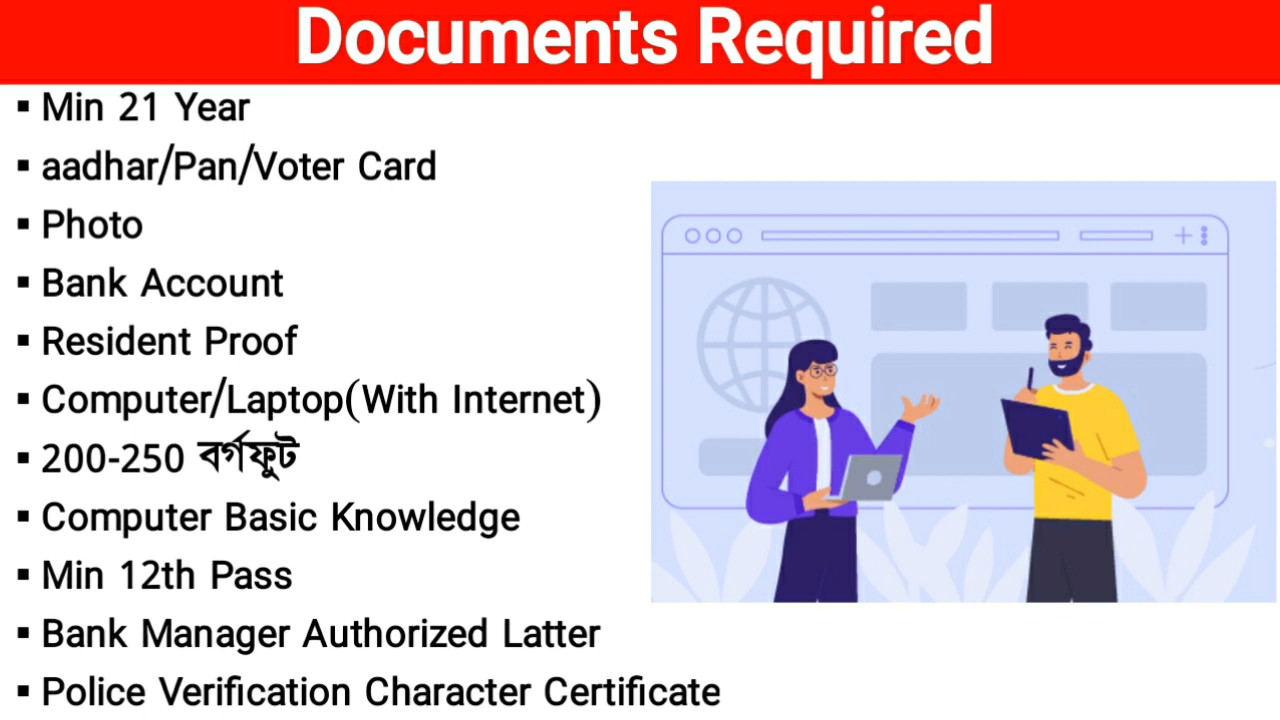 Documents Required
▪ Min 21 Year
▪ aadhar/Pan/Voter Card
▪ Photo
▪ Bank Account
▪ Resident Proof
▪ Computer/Laptop(With Internet)
▪ 200-250 বর্গফুট
▪ Computer Basic Knowledge
▪ Min 12th Pass
▪ Bank Manager Authorized Latter
▪ Police Verification Character Certificate